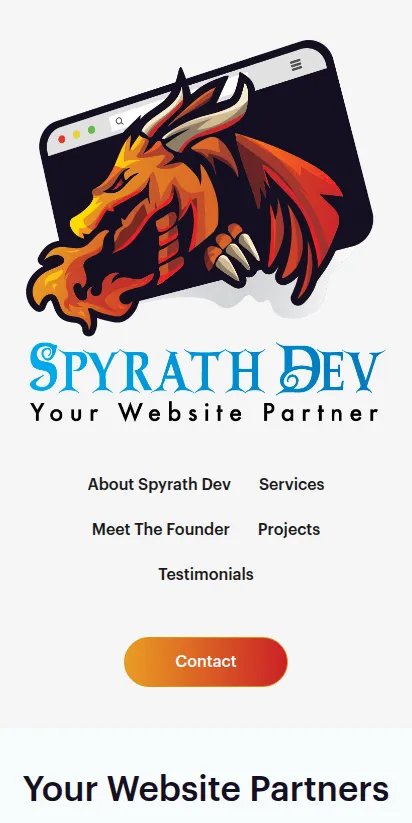 Spyrath Dev
Your Website Partner
About Spyrath Dev Services
Meet The Founder Projects
Testimonials
Contact
Your Website Partners